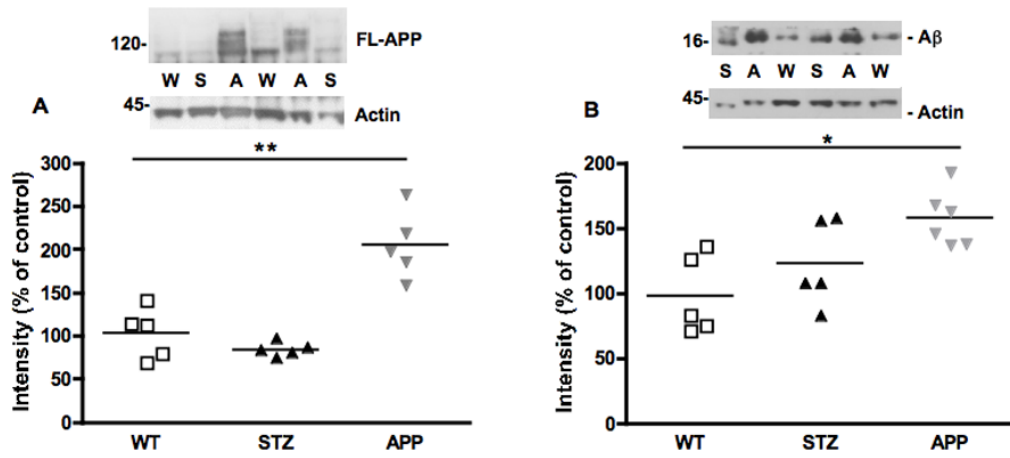 120-
FL-APP
W S A W A S
A
45-
Actin
**
300
250
200
150
100
50
0
Intensity (% of control)
WT STZ APP
16-
- Aβ
S A W S A W
B
45-
- Actin
*
200
150
100
50
0
Intensity (% of control)
WT STZ APP